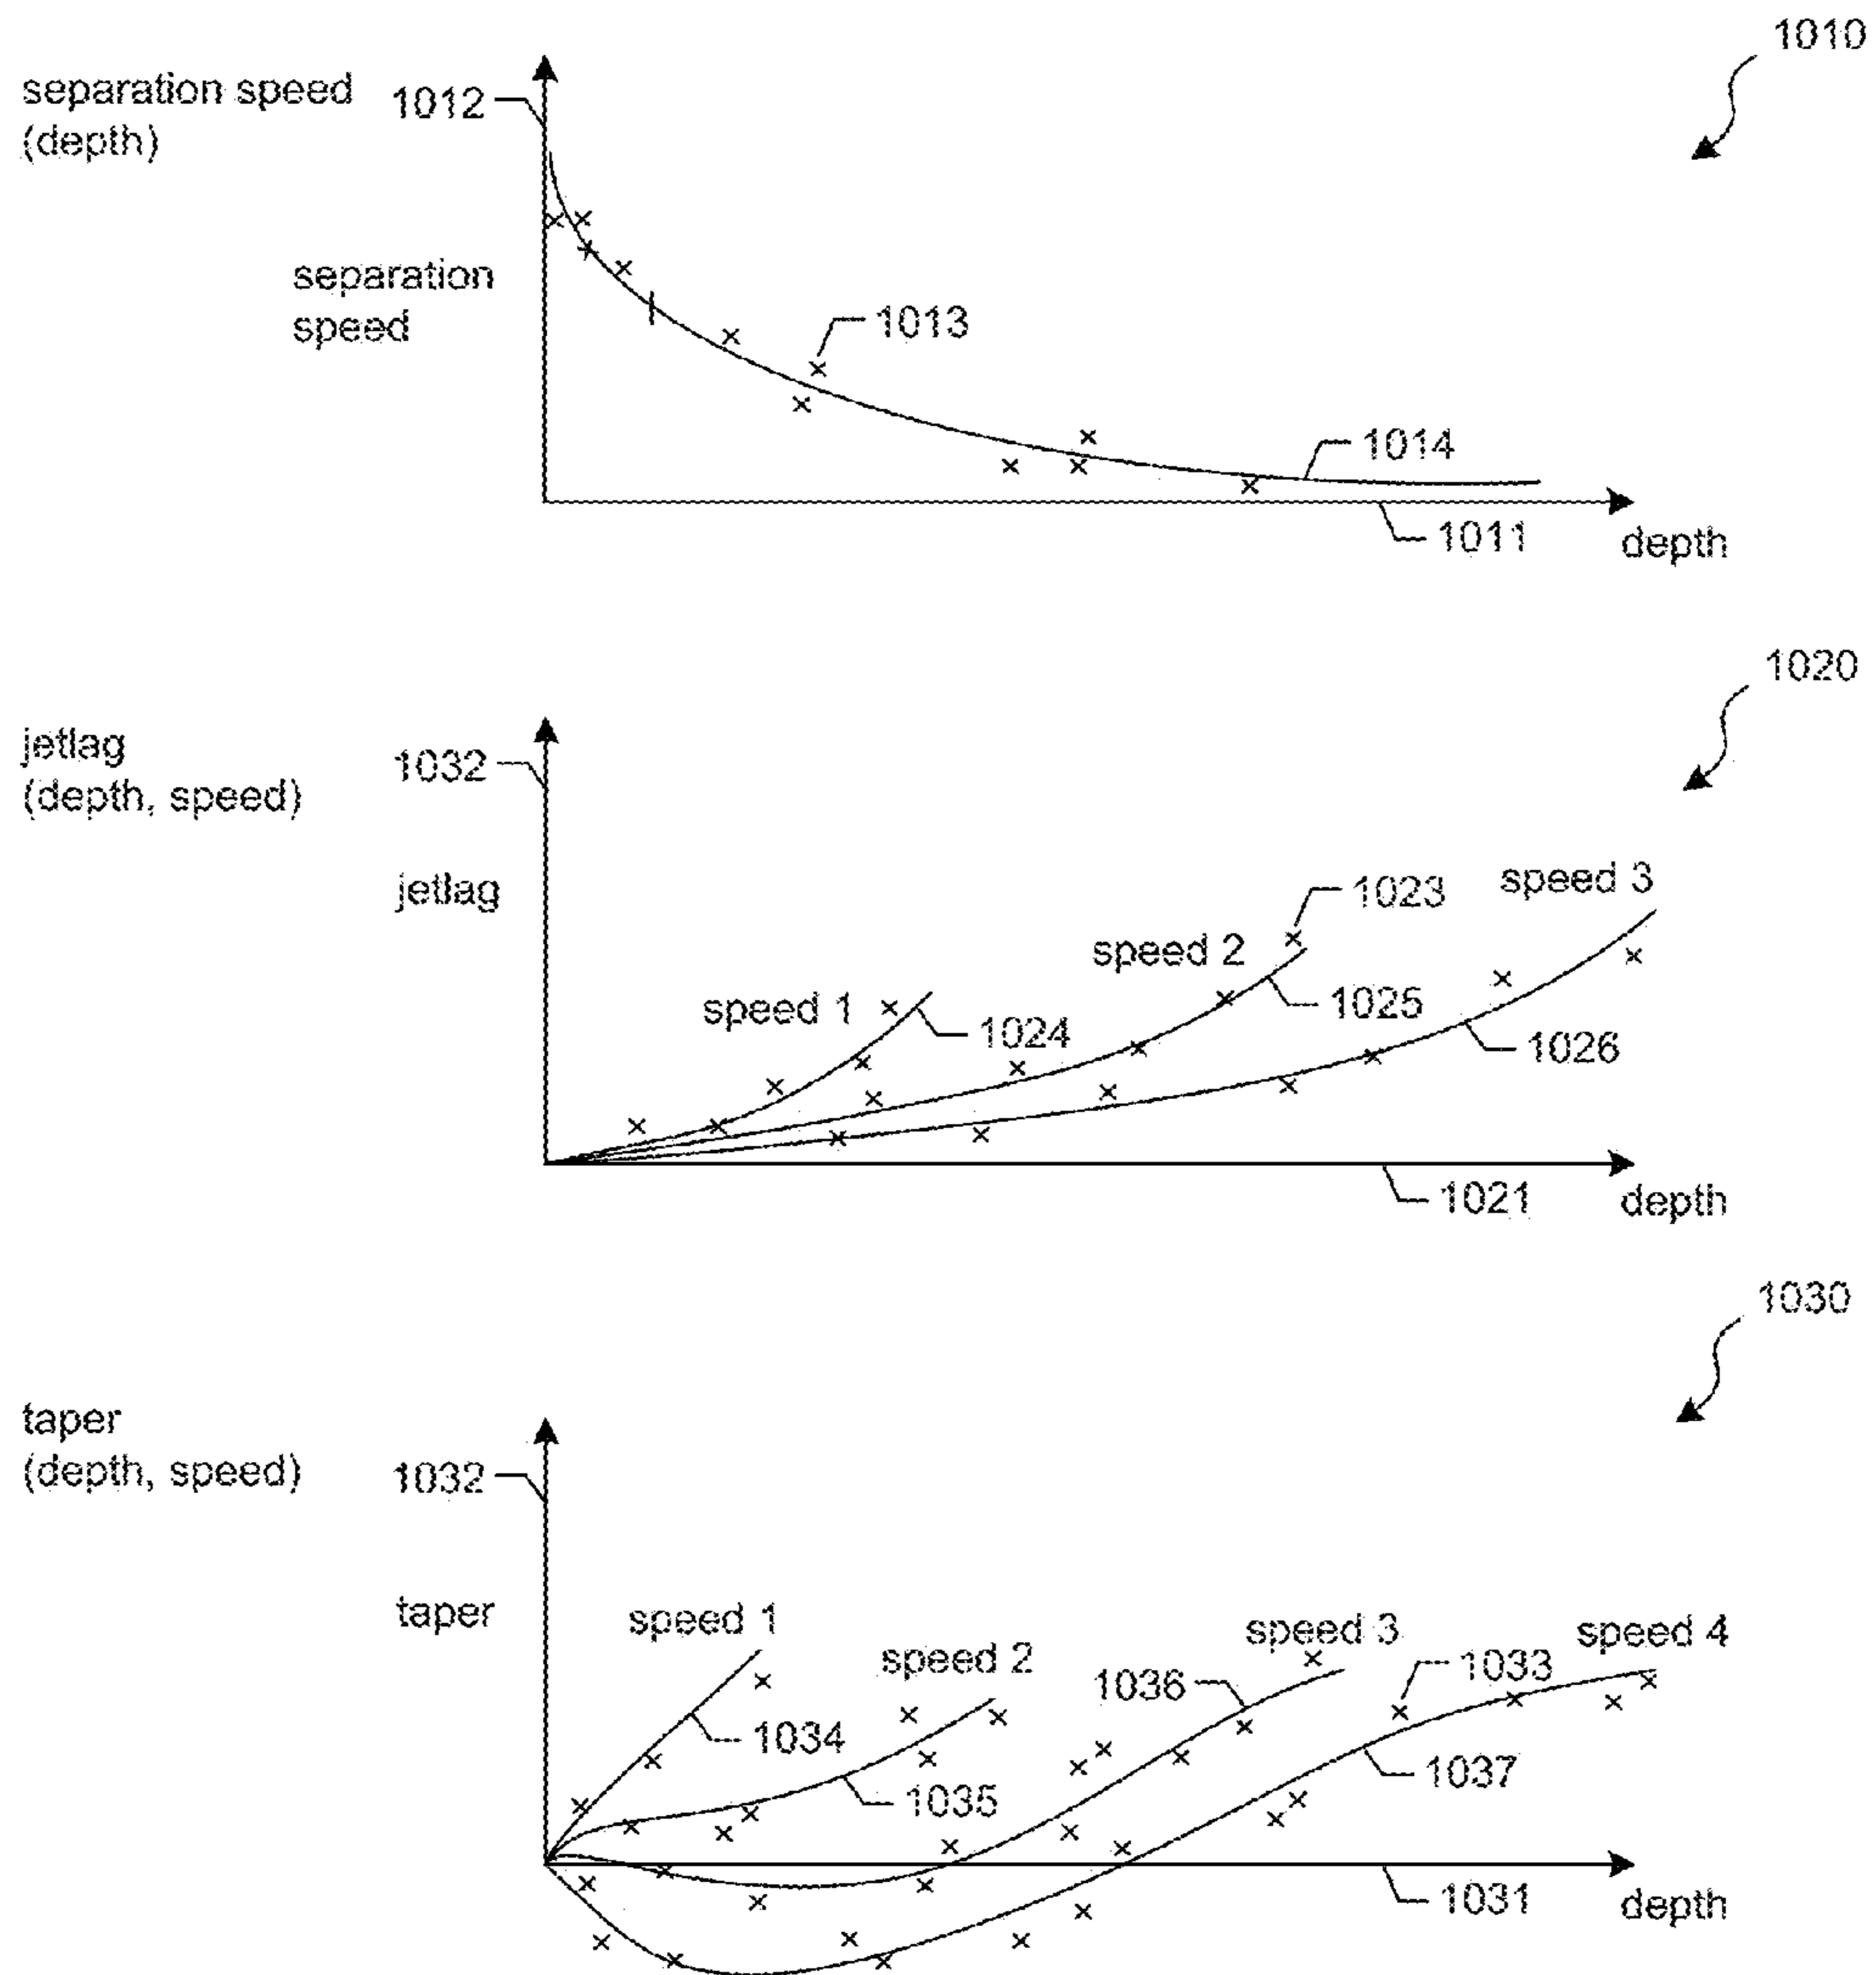 1010
separation speed
(depth)
1012
separation
speed
1013
1014
1011
depth
1020
jetlag
(depth, speed)
1032
jetlag
speed 3
1023
speed 2
speed 1
1025
1024
1026
1021
depth
1030
taper
(depth, speed)
1032
taper
speed 1
speed 2
speed 3
speed 4
1036
1033
1034
1035
1037
1031
depth